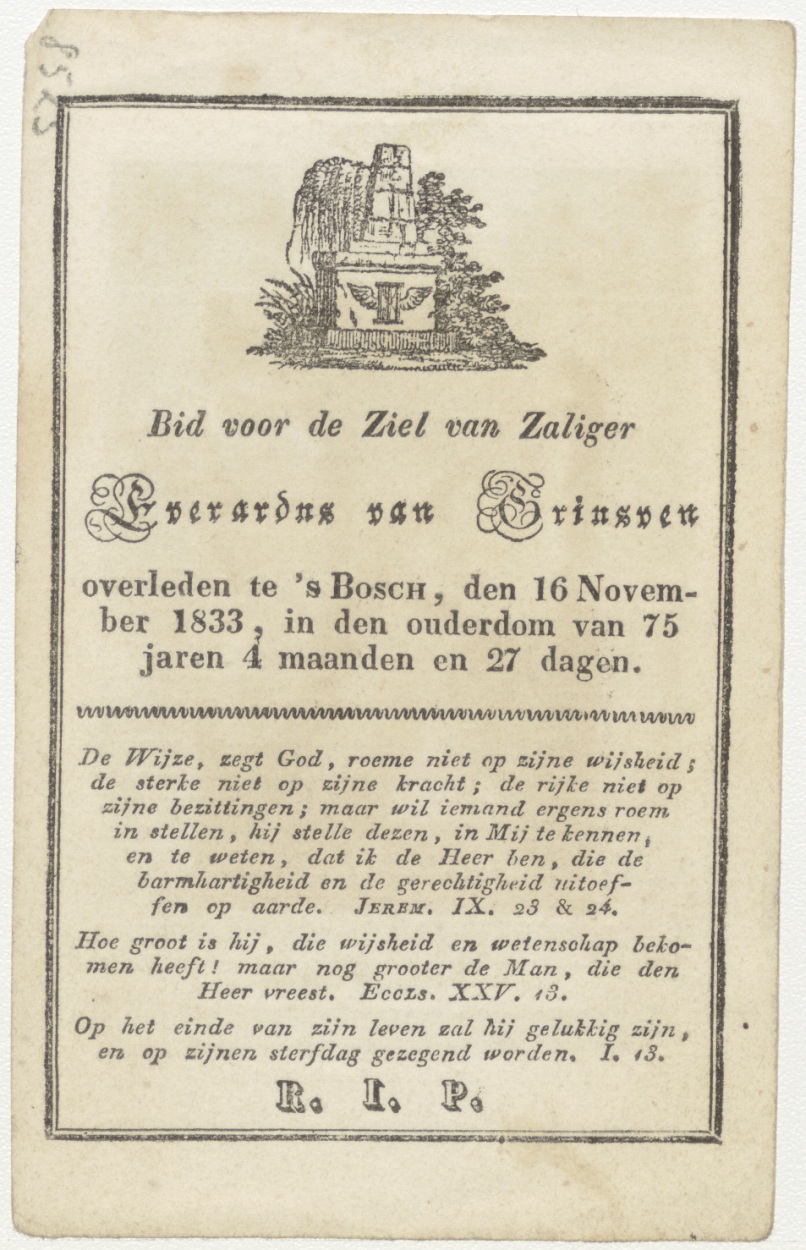 8525
Bid voor de Ziel van Zaliger
Everardus van Grinsven
overleden te 's Bosch, den 16 Novem-
ber 1833, in den ouderdom van 75
jaren 4 maanden en 27 dagen.
De Wijze, zegt God, roeme niet op zijne wijsheid;
de sterke niet op zijne kracht; de rijke niet op
zijne bezittingen; maar wil iemand ergens roem
in stellen, hij stelle dezen, in Mij te kennen,
en te weten, dat ik de Heer ben, die de
barmhartigheid en de gerechtigheid uitoef-
fen op aarde. Jerem. IX. 23 & 24.
Hoe groot is hij, die wijsheid en wetenschap beko-
men heeft! maar nog grooter de Man, die den
Heer vreest. Eccls. XXV. 13.
Op het einde van zijn leven zal hij gelukkig zijn,
en op zijnen sterfdag gezegend worden. I. 13.
R. I. P.